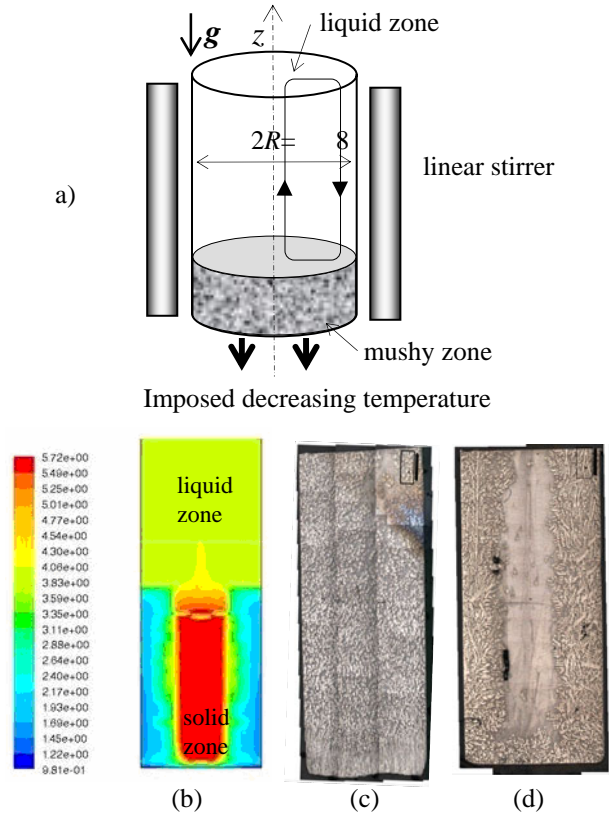 g
z
liquid zone
2R= 8
linear stirrer
a)
mushy zone
Imposed decreasing temperature
5.72e+00
5.49e+00
5.25e+00
5.01e+00
4.77e+00
4.54e+00
4.30e+00
4.06e+00
3.83e+00
3.59e+00
3.35e+00
3.11e+00
2.88e+00
2.64e+00
2.40e+00
2.17e+00
1.93e+00
1.69e+00
1.45e+00
1.22e+00
9.81e-01
liquid
zone
solid
zone
(b) (c) (d)